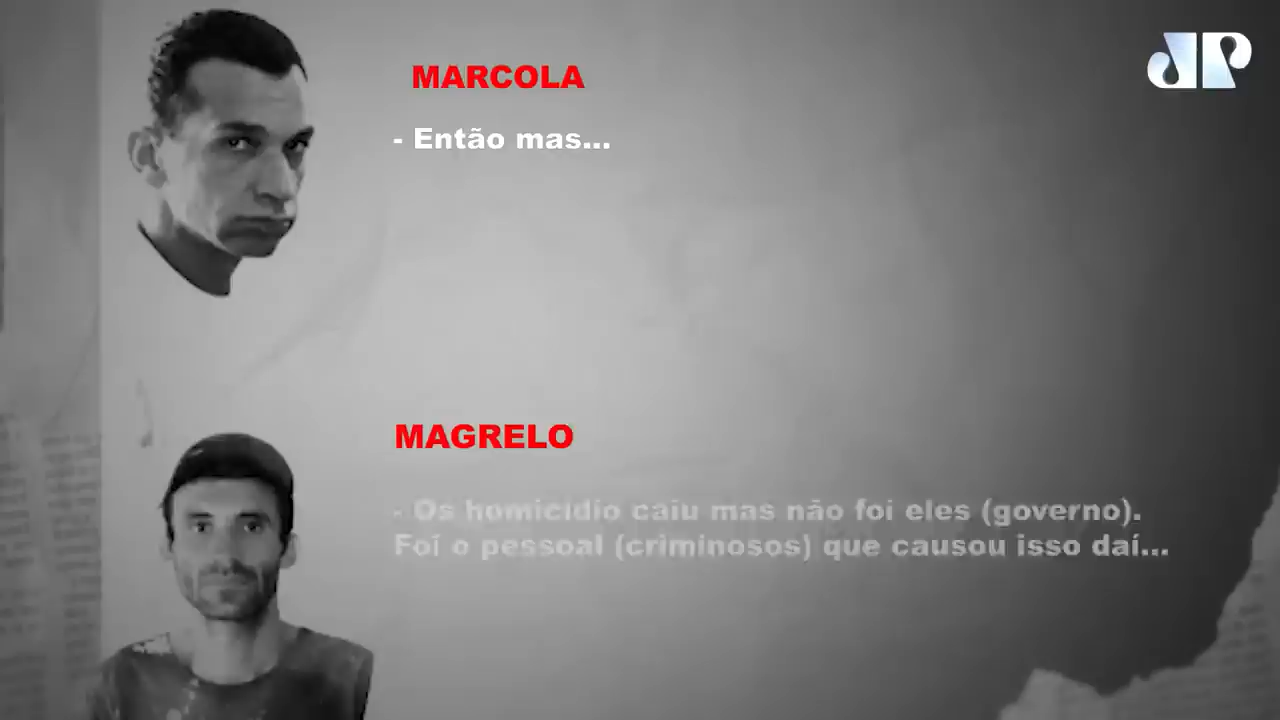 JP
MARCOLA
- Então mas...
MAGRELO
- Os homicídio caiu mas não foi eles (governo).
Foi o pessoal (criminosos) que causou isso daí...